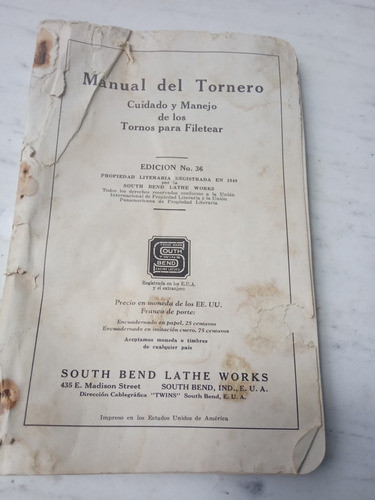 Manual del Tornero
Cuidado y Manejo
de los
Tornos para Filetear
EDICION No. 36
PROPIEDAD LITERARIA REGISTRADA EN 1940
por la
SOUTH BEND LATHE WORKS
Todos los derechos reservados conforme a la Unión
Internacional de Propiedad Literaria y la Unión
Panamericana de Propiedad Literaria
TRADE MARK
SOUTH
BEND
Registrada en los E.U.A.
y el extranjero
Precio en moneda de los EE. UU.
Franco de porte:
Encuadernado en papel, 25 centavos
Encuadernado en imitación cuero, 75 centavos
Aceptamos moneda o timbres
de cualquier país
SOUTH BEND LATHE WORKS
435 E. Madison Street SOUTH BEND, IND., E. U. A.
Dirección Cablegráfica "TWINS" South Bend, E. U. A.
Impreso en los Estados Unidos de América